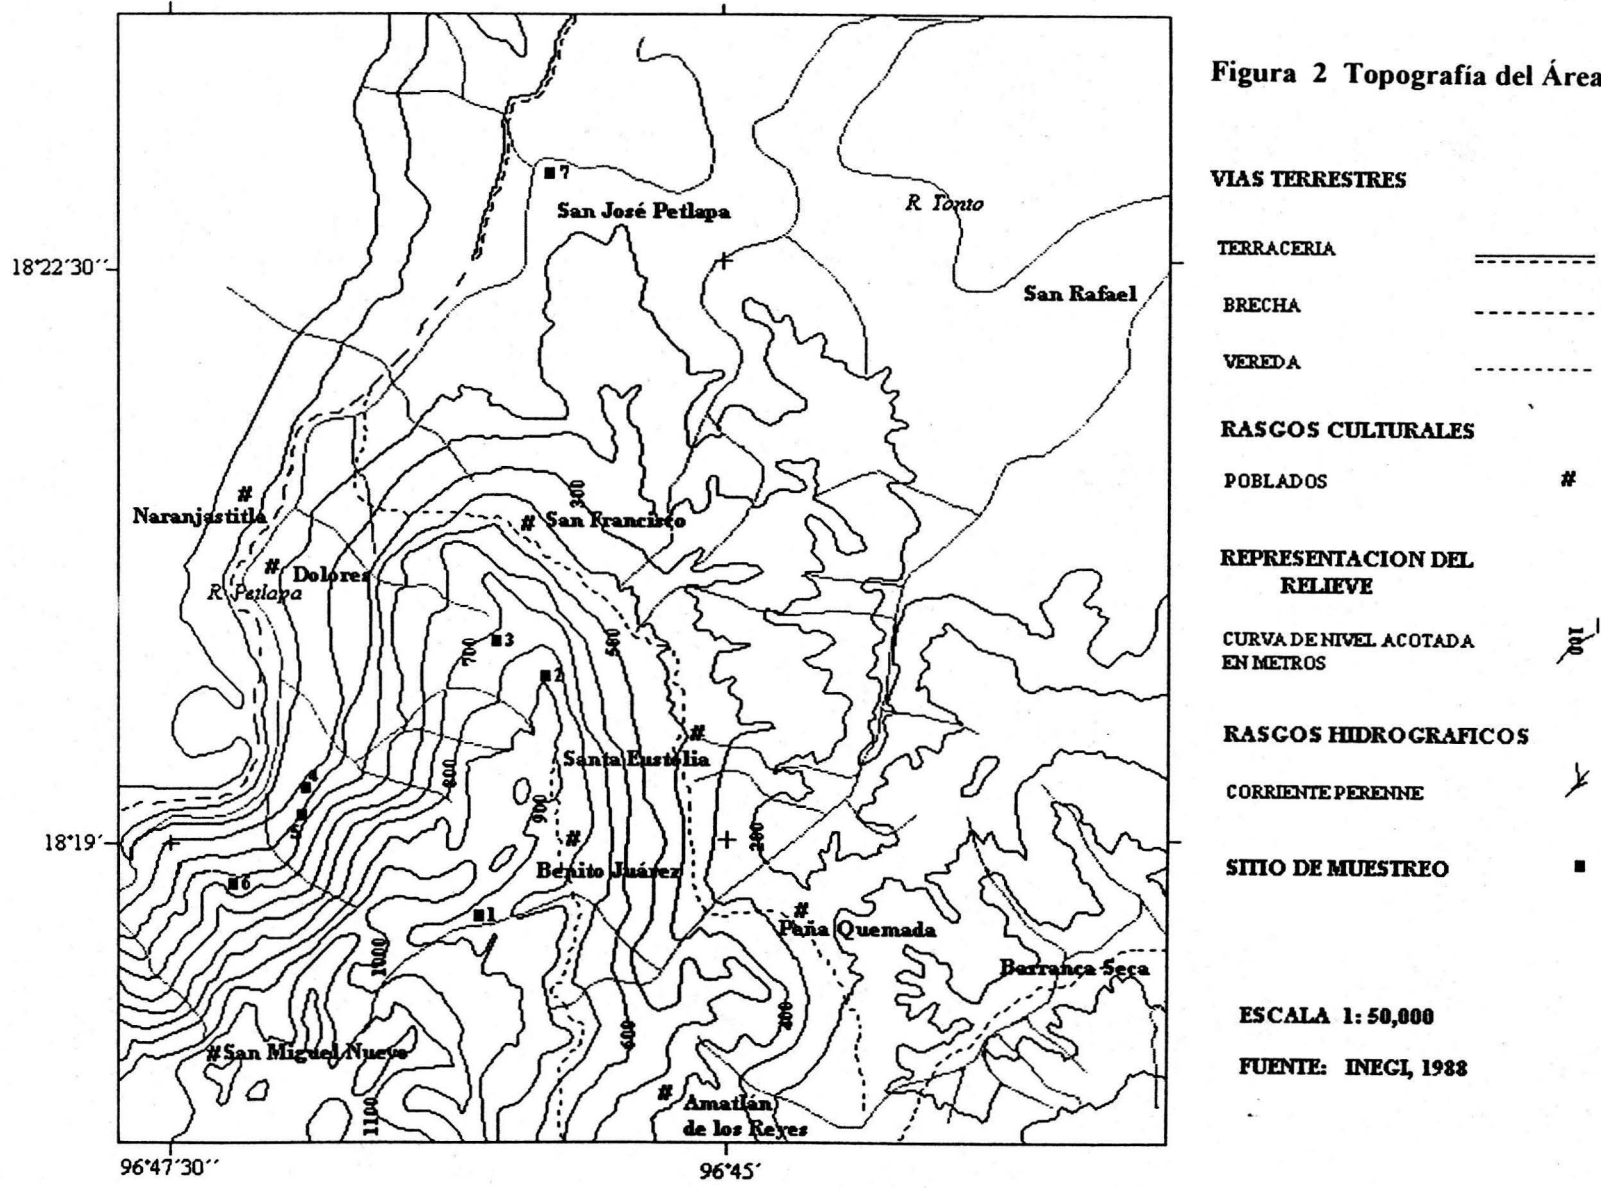 Figura 2 Topografía del Área
VIAS TERRESTRES
TERRACERIA
BRECHA
VEREDA
RASGOS CULTURALES
POBLADOS #
REPRESENTACION DEL
RELIEVE
CURVA DE NIVEL ACOTADA
EN METROS
100
RASGOS HIDROGRAFICOS
CORRIENTE PERENNE
SITIO DE MUESTREO
ESCALA 1: 50,000
FUENTE: INEGI, 1988
7
San José Petlapa
R. Tonto
18°22´30´´
San Rafael
#
Naranjastitla
300
#
San Francisco
#
Dolores
R. Petlapa
500
700
3
2
#
Santa Eustolia
4
800
900
5
18°19´
200
#
Benito Juárez
6
1
#
Paña Quemada
1000
Barranca Seca
400
600
#San Miguel Nuevo
1100
#
Amatlán
de los Reyes
96°47´30´´
96°45´